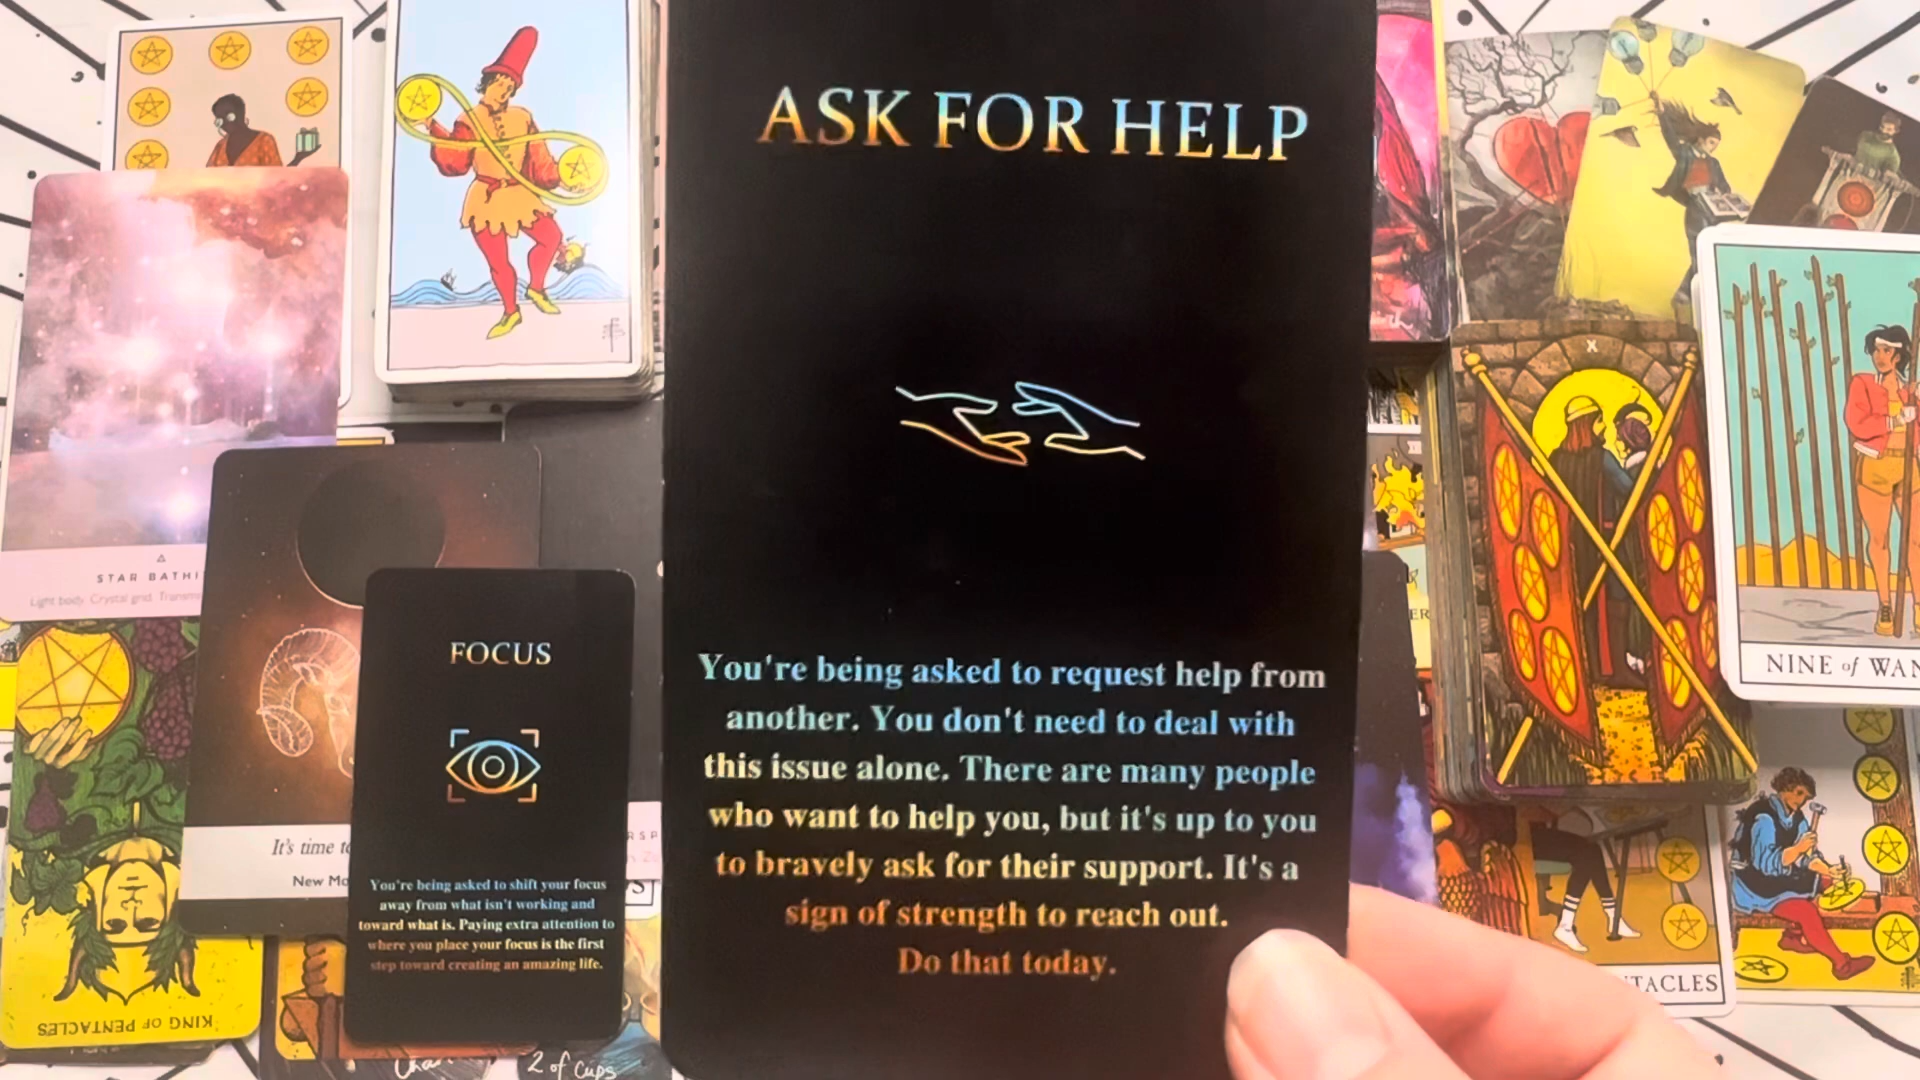 ASK FOR HELP
You're being asked to request help from
another. You don't need to deal with
this issue alone. There are many people
who want to help you, but it's up to you
to bravely ask for their support. It's a
sign of strength to reach out.
Do that today.
STAR BATHI
Light body. Crystal grid.
FOCUS
You're being asked to shift your focus
away from what isn't working and
toward what is. Paying extra attention to
where you place your focus is the first
step toward creating an amazing life.
It's time to
New Mo
KING OF PENTACLES
2 of Cups
X
NINE of WAN
TACLES